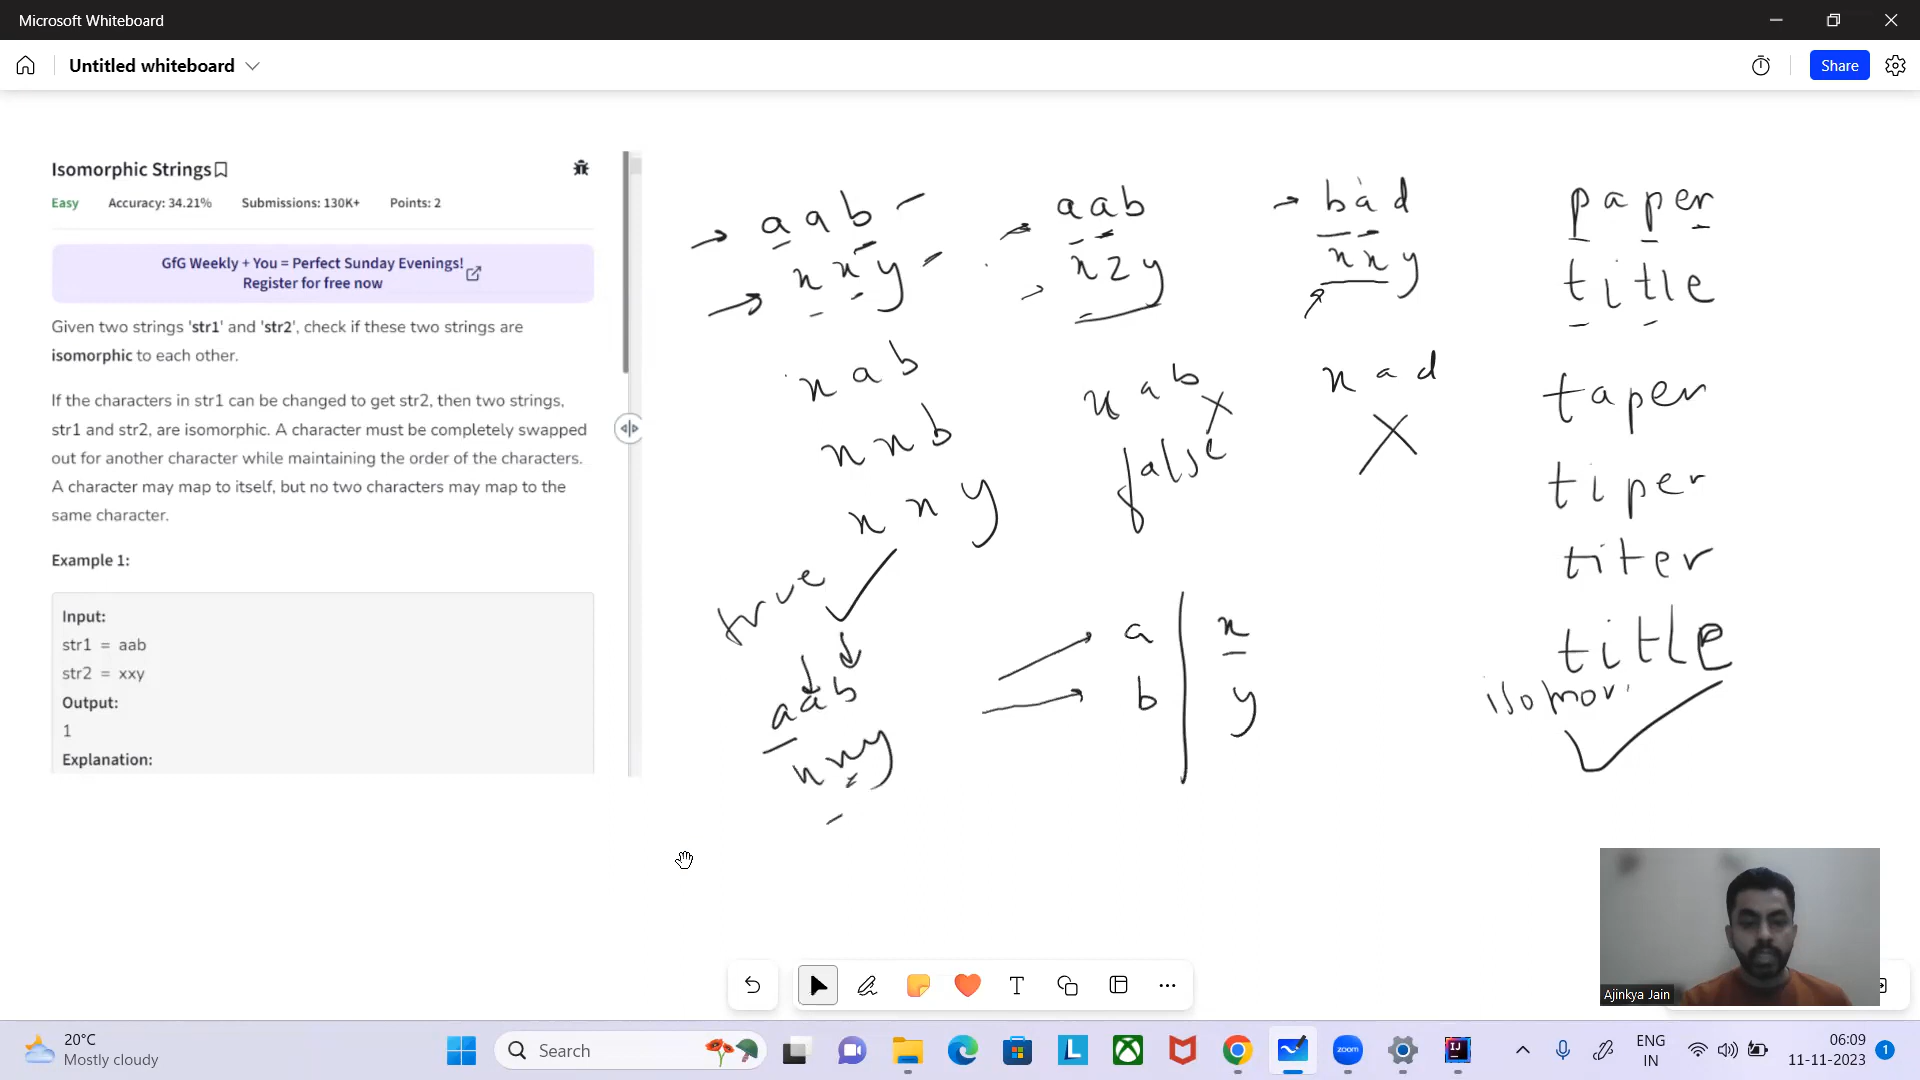 Microsoft Whiteboard
Untitled whiteboard
Share
Isomorphic Strings
Easy Accuracy: 34.21% Submissions: 130K+ Points: 2
GfG Weekly + You = Perfect Sunday Evenings!
Register for free now
Given two strings 'str1' and 'str2', check if these two strings are
isomorphic to each other.
If the characters in str1 can be changed to get str2, then two strings,
str1 and str2, are isomorphic. A character must be completely swapped
out for another character while maintaining the order of the characters.
A character may map to itself, but no two characters may map to the
same character.
Example 1:
Input:
str1 = aab
str2 = xxy
Output:
1
Explanation:
aab
xxy
xab
xxb
xxy
true
aab
xxy
aab
xzy
xab
false
a x
b y
bad
xxy
xad
paper
title
taper
tiper
titer
title
isomor.
Ajinkya Jain
20°C
Mostly cloudy
Search
zoom
ENG
IN
06:09
11-11-2023
1